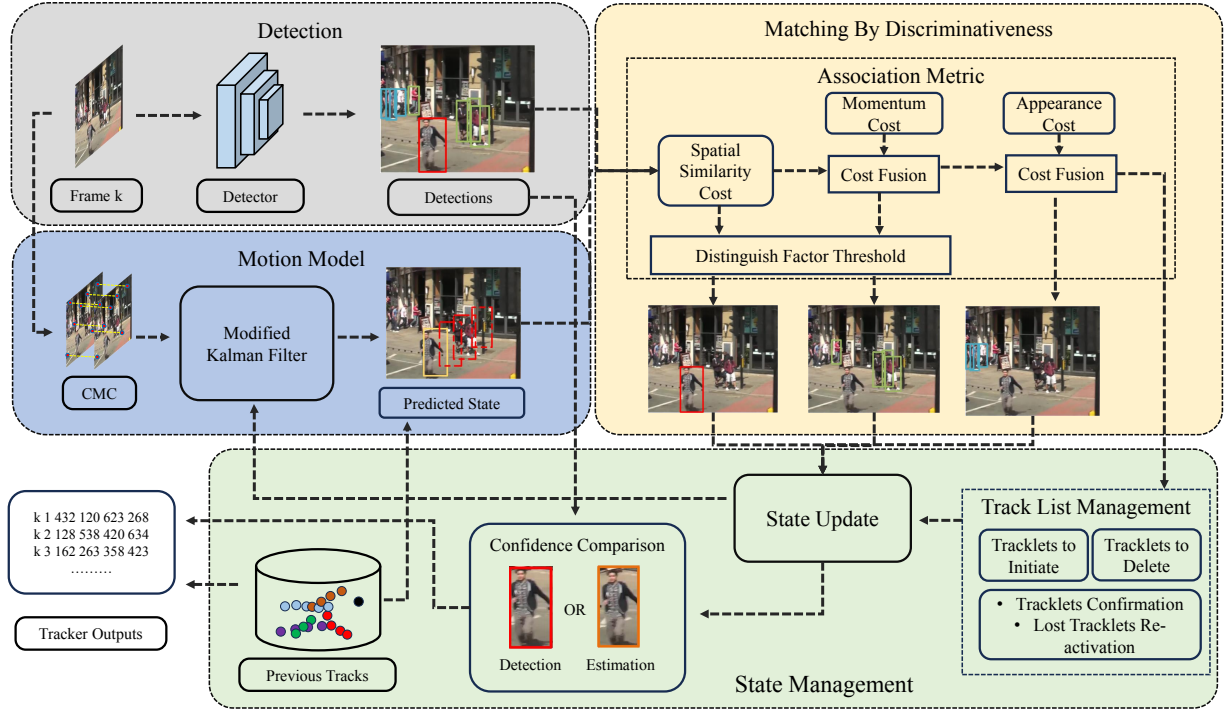 Detection
Frame k
Detector
Detections
Motion Model
CMC
Modified
Kalman Filter
Predicted State
Matching By Discriminativeness
Association Metric
Momentum
Cost
Appearance
Cost
Spatial
Similarity
Cost
Cost Fusion
Cost Fusion
Distinguish Factor Threshold
k 1 432 120 623 268
k 2 128 538 420 634
k 3 162 263 358 423
………
Tracker Outputs
Previous Tracks
Confidence Comparison
OR
Detection
Estimation
State Update
Track List Management
Tracklets to
Initiate
Tracklets to
Delete
• Tracklets Confirmation
• Lost Tracklets Re-
activation
State Management